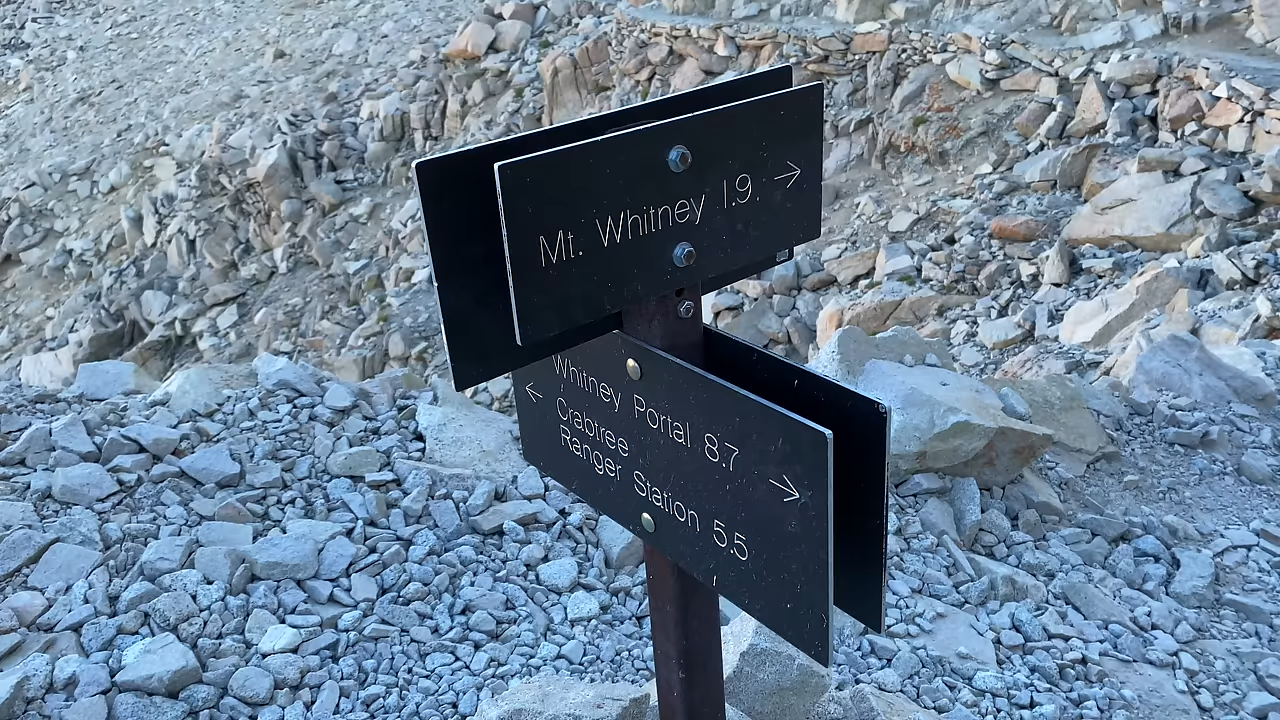 Mt. Whitney 1.9 →
Whitney Portal 8.7
← Crabtree →
Ranger Station 5.5